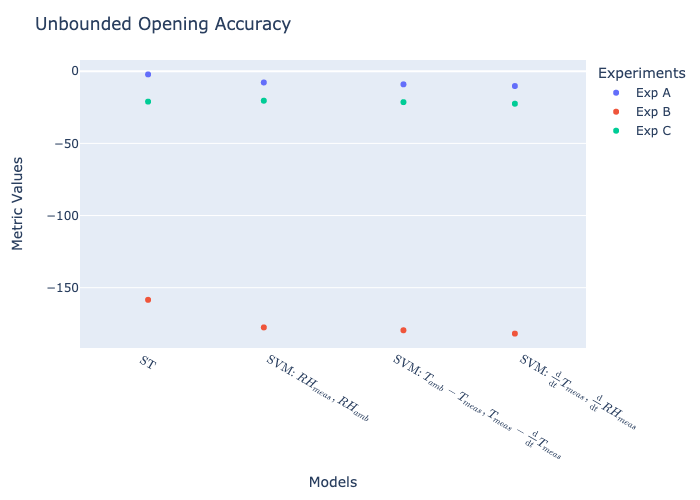 Unbounded Opening Accuracy
Experiments
Exp A
Exp B
Exp C
Metric Values
0
−50
−100
−150
ST
SVM: $RH_{meas}, RH_{amb}$
SVM: $T_{amb} - T_{meas}, T_{meas} - \frac{d}{dt}T_{meas}$
SVM: $\frac{d}{dt}T_{meas}, \frac{d}{dt}RH_{meas}$
Models